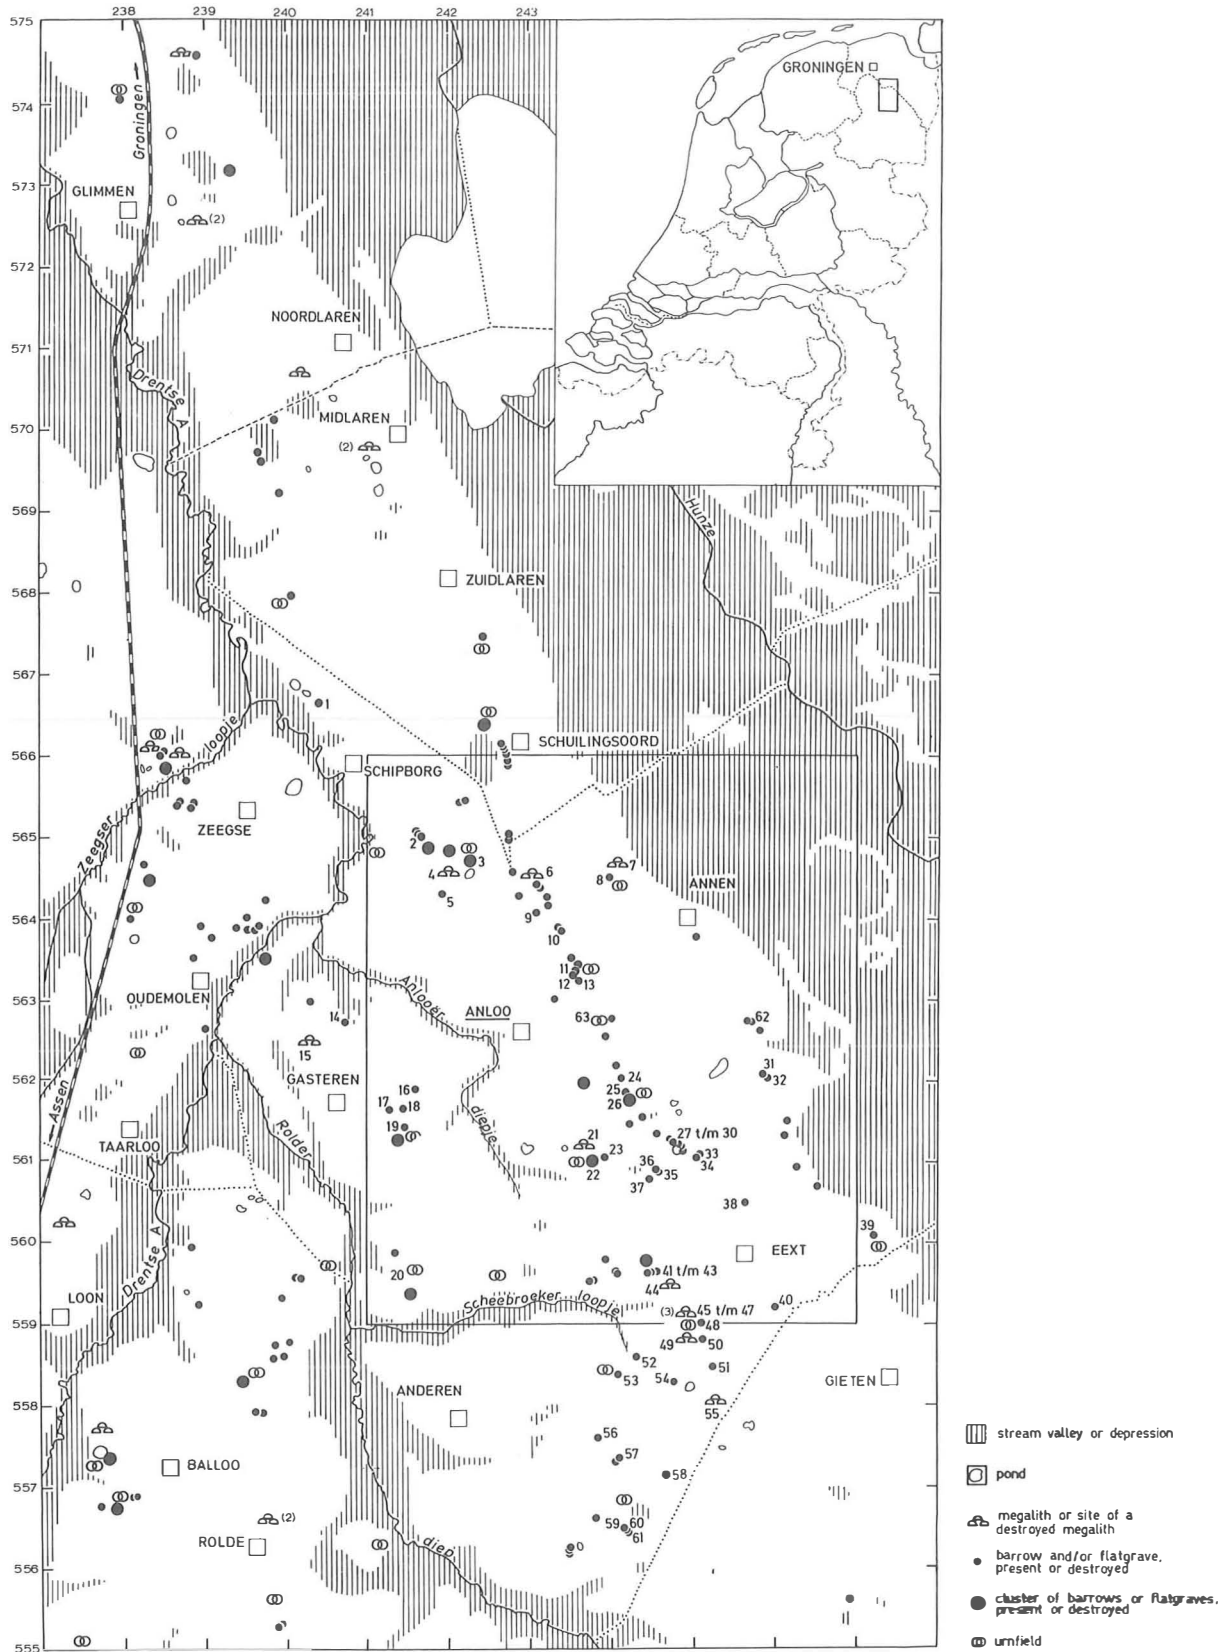 238 239 240 241 242 243
575
574
573
572
571
570
569
568
567
566
565
564
563
562
561
560
559
558
557
556
555
GRONINGEN
Groningen
GLIMMEN
(2)
NOORDLAREN
Drentse A
MIDLAREN
(2)
Hunze
ZUIDLAREN
1
SCHUILINGSOORD
SCHIPBORG
Zeegser loopje
ZEEGSE
2
3
4
5
6
7
8
ANNEN
9
10
11
12
13
OUDEMOLEN
Anlooër
diepje
ANLOO
63
62
14
15
GASTEREN
31
32
24
25
26
16
17
18
19
Assen
TAARLOO
Rolder
diep
21
22
23
27 t/m 30
33
34
35
36
37
38
39
EEXT
Drentse A
LOON
20
41 t/m 43
44
Scheebroeker loopje
(3)
45 t/m 47
40
48
49
50
51
52
53
54
55
GIETEN
ANDEREN
56
57
58
BALLOO
ROLDE
(2)
59
60
61
stream valley or depression
pond
megalith or site of a
destroyed megalith
barrow and/or flatgrave,
present or destroyed
cluster of barrows or flatgraves,
present or destroyed
urnfield